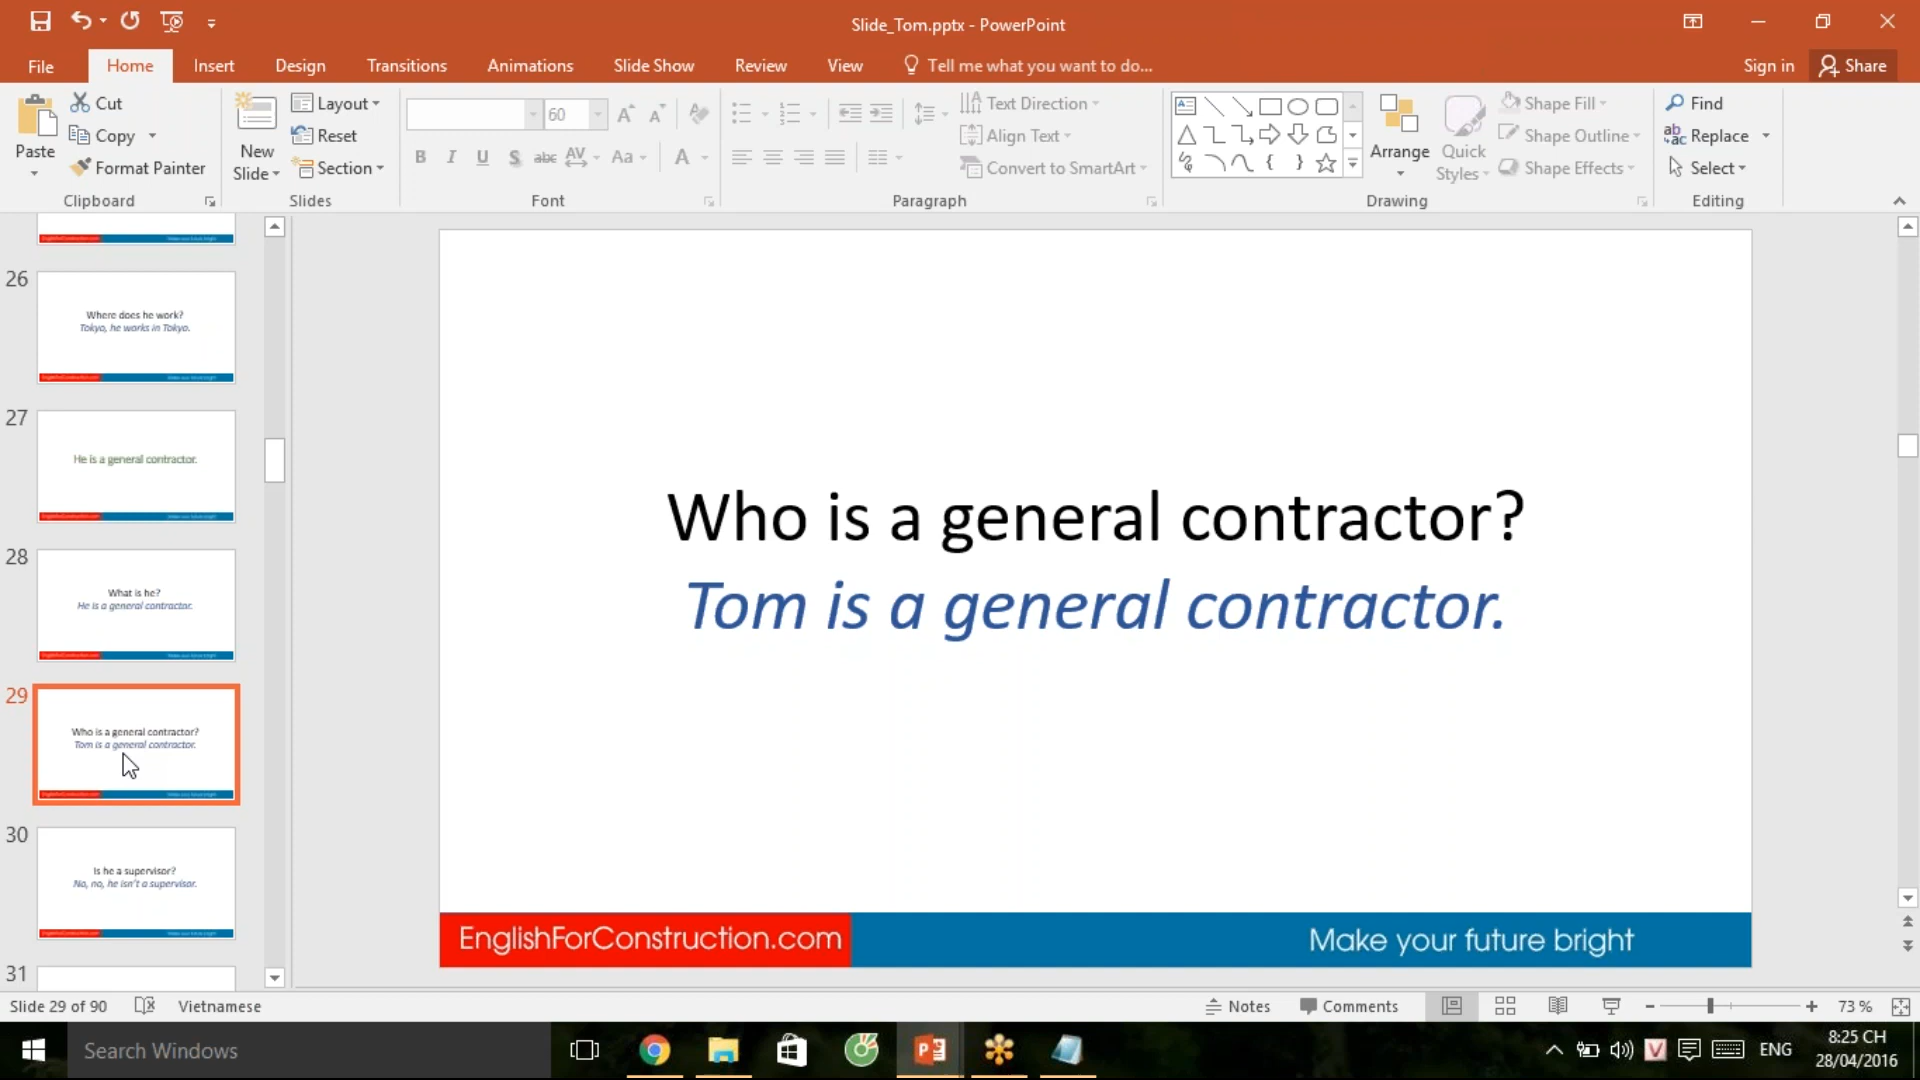 Slide_Tom.pptx - PowerPoint
File Home Insert Design Transitions Animations Slide Show Review View Tell me what you want to do... Sign in Share
Paste
Cut
Copy
Format Painter
Clipboard
New Slide
Layout
Reset
Section
Slides
60
B I U S abc AV Aa A
Font
Text Direction
Align Text
Convert to SmartArt
Paragraph
Arrange
Quick Styles
Shape Fill
Shape Outline
Shape Effects
Drawing
Find
Replace
Select
Editing
26
Where does he work?
Tokyo, he works in Tokyo.
27
He is a general contractor.
28
What is he?
He is a general contractor.
29
Who is a general contractor?
Tom is a general contractor.
30
Is he a supervisor?
No, no, he isn't a supervisor.
31
Who is a general contractor?
Tom is a general contractor.
EnglishForConstruction.com
Make your future bright
Slide 29 of 90 Vietnamese Notes Comments 73 %
Search Windows
ENG
8:25 CH
28/04/2016